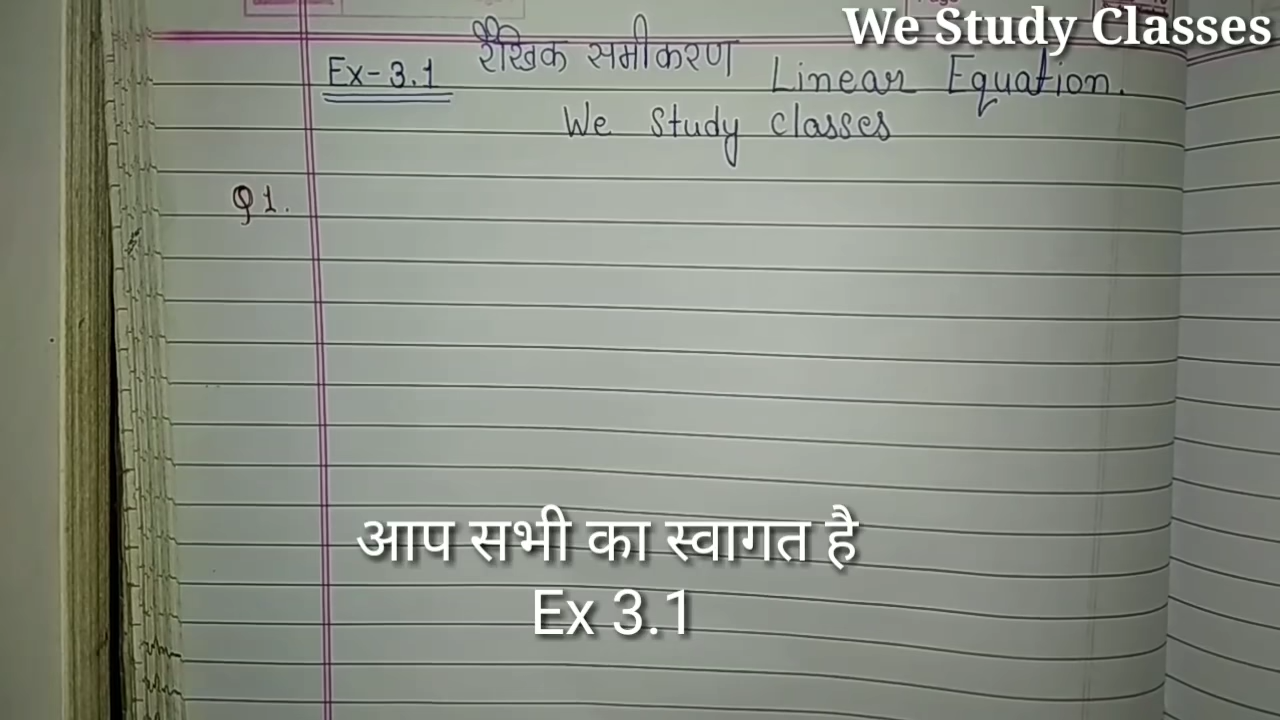 We Study Classes
Ex-3.1 रैखिक समीकरण Linear Equation.
We Study classes
Q1.
आप सभी का स्वागत है
Ex 3.1